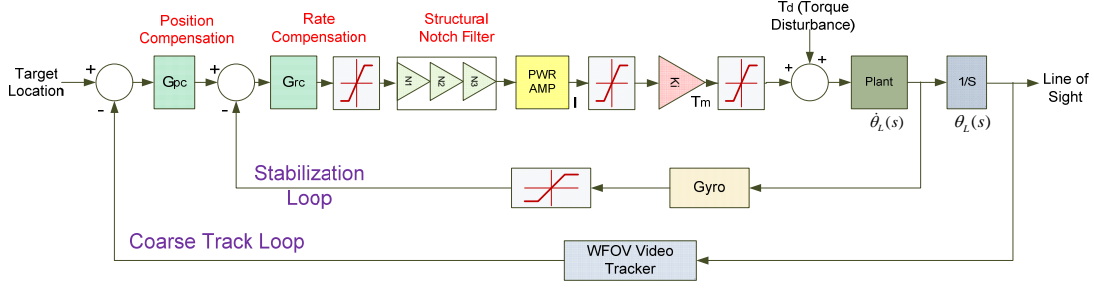 Position
Compensation
Rate
Compensation
Structural
Notch Filter
Td (Torque
Disturbance)
Target
Location
+
-
Gpc
+
-
Grc
N1
N2
N3
PWR
AMP
I
Ki
Tm
+
+
Plant
θ̇L(s)
1/S
θL(s)
Line of
Sight
Stabilization
Loop
Gyro
Coarse Track Loop
WFOV Video
Tracker